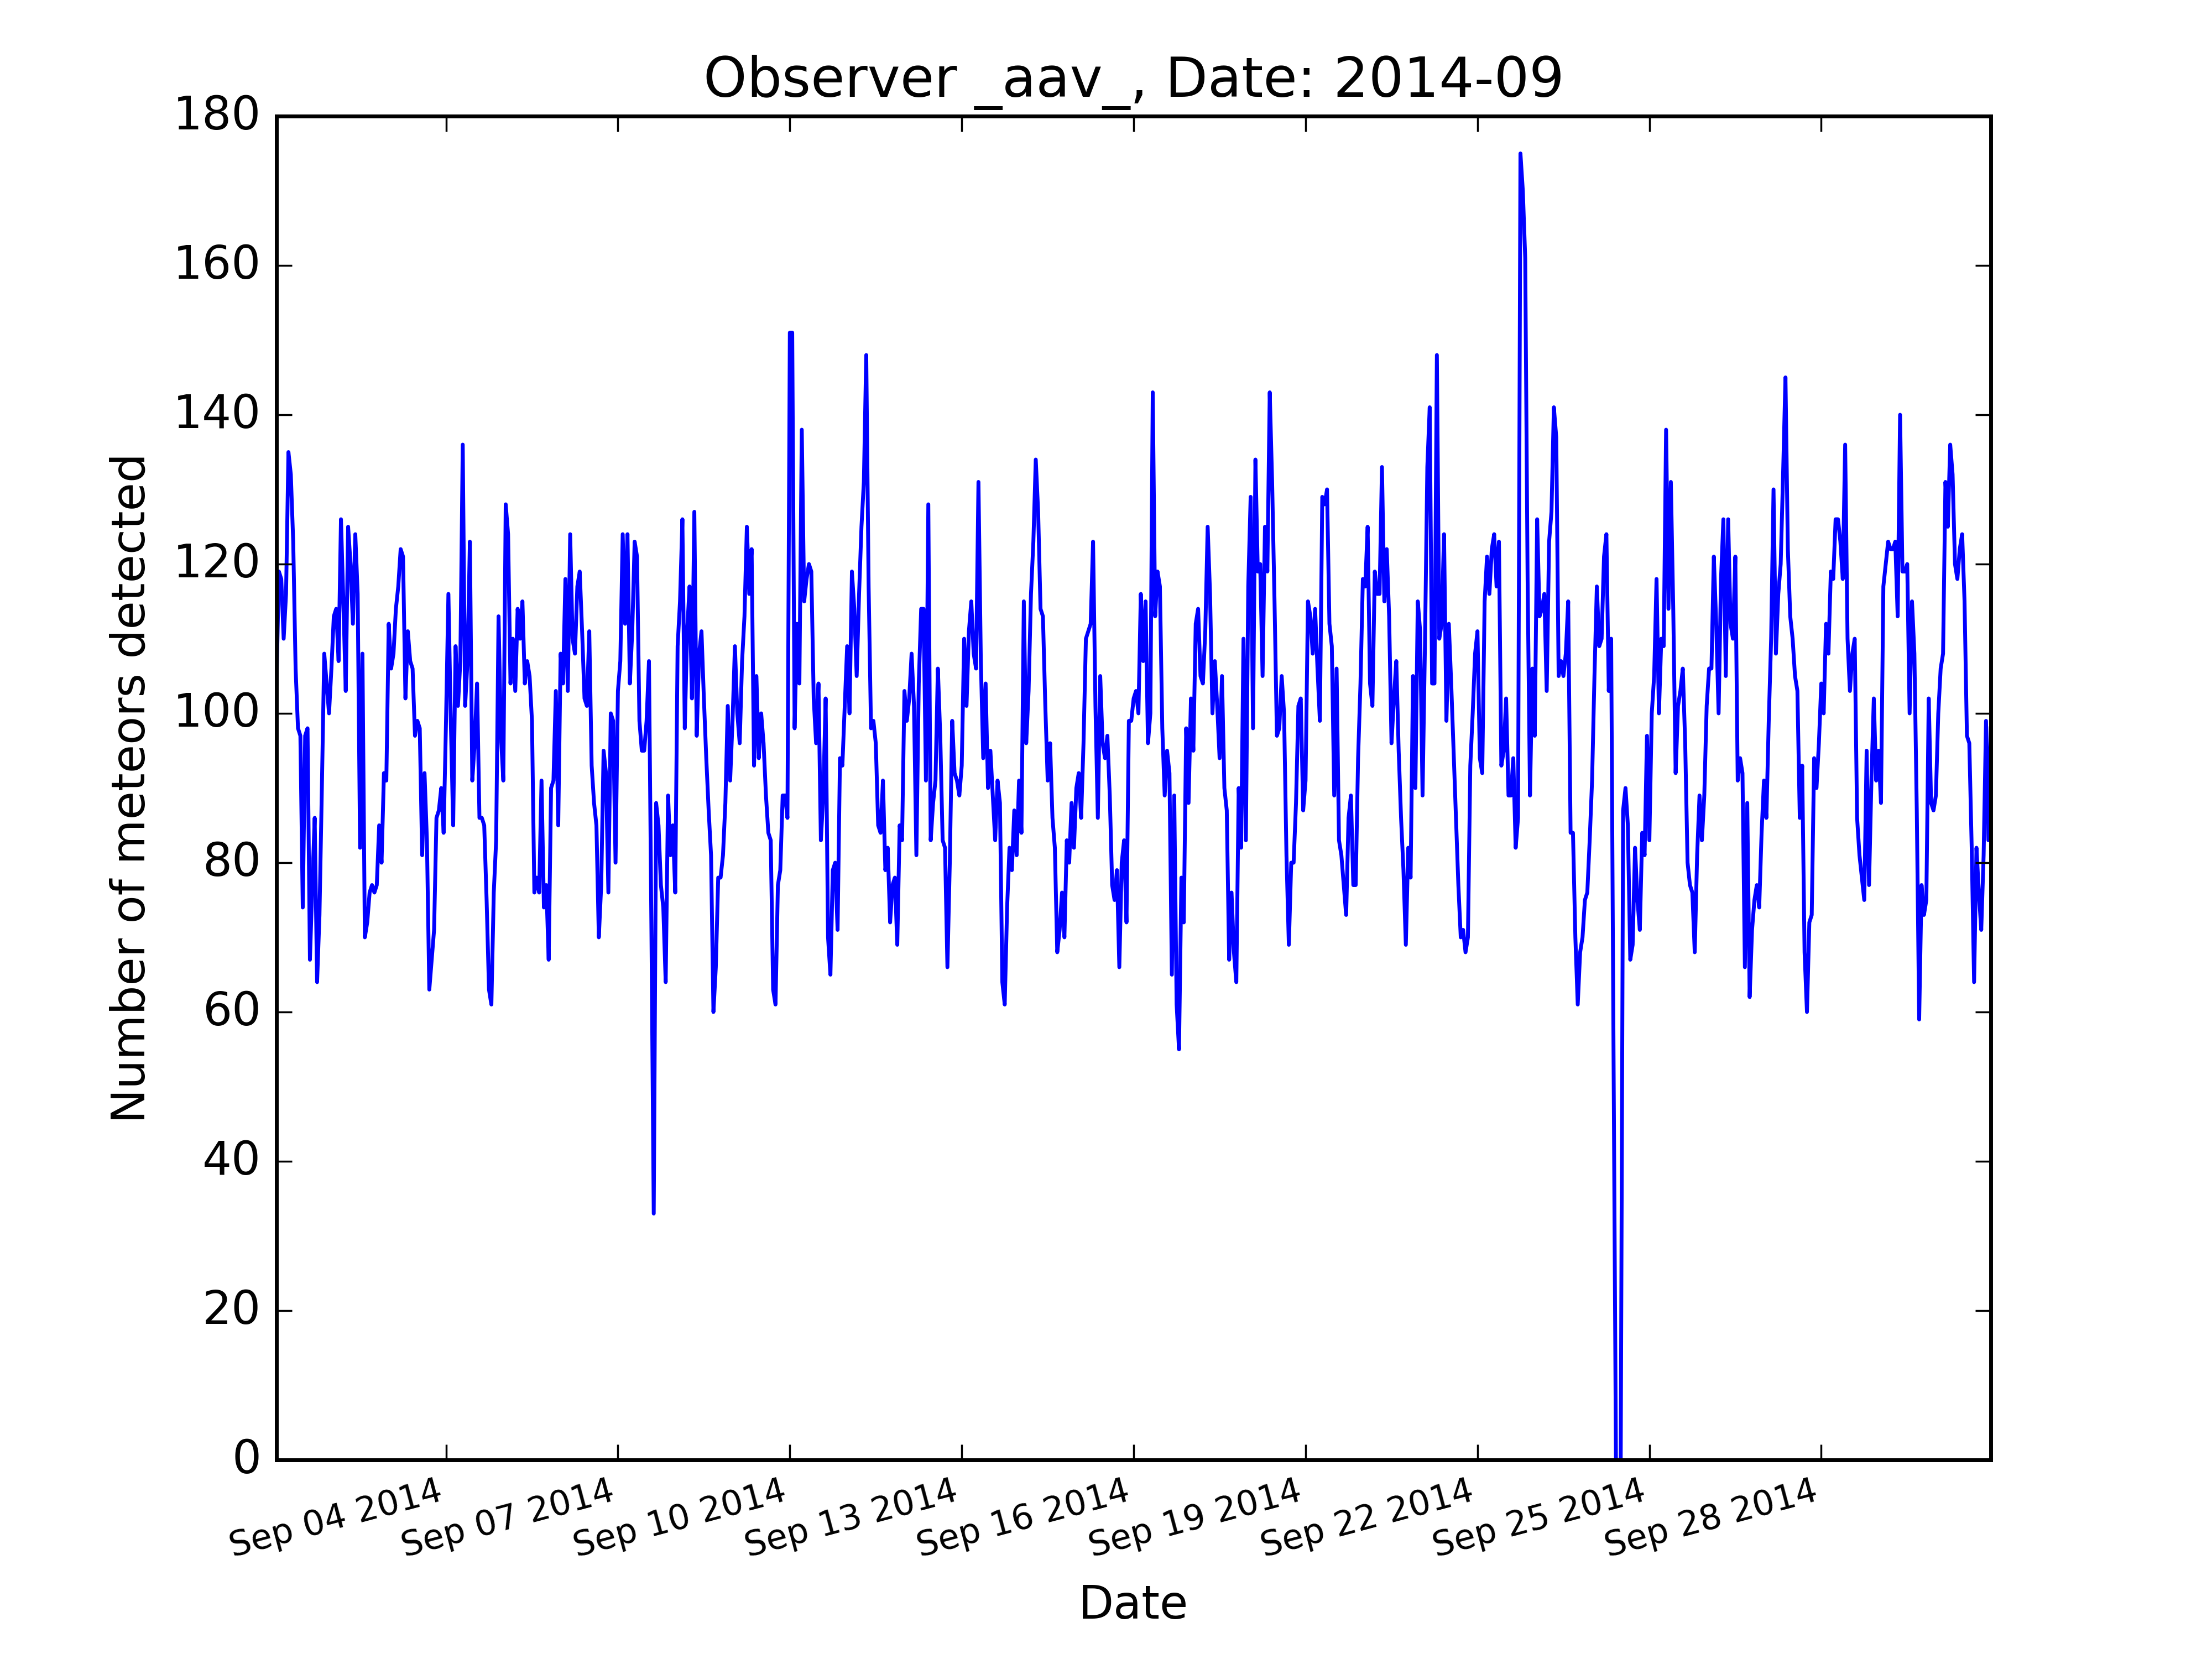 Observer _aav_, Date: 2014-09
180
160
140
120
100
80
60
40
20
0
Number of meteors detected
Sep 04 2014
Sep 07 2014
Sep 10 2014
Sep 13 2014
Sep 16 2014
Sep 19 2014
Sep 22 2014
Sep 25 2014
Sep 28 2014
Date